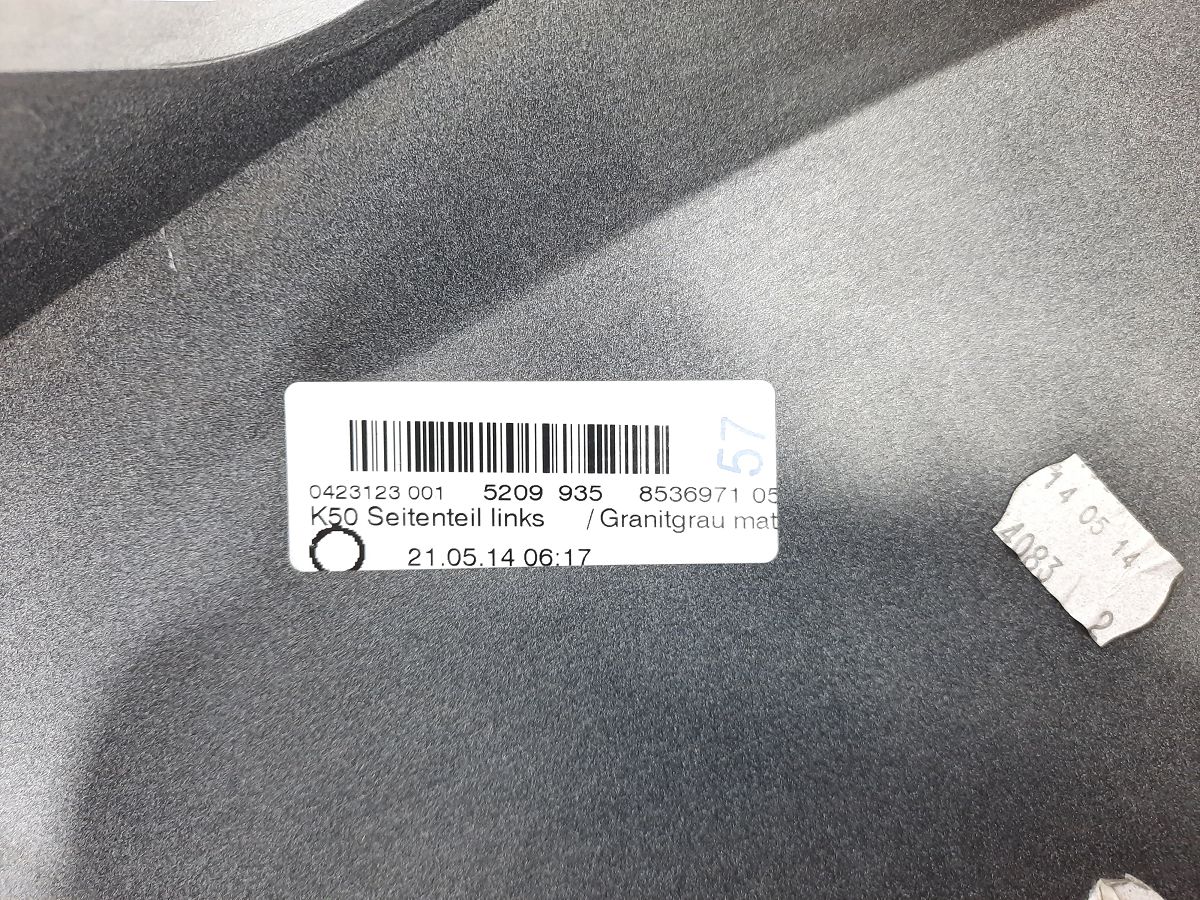 57
0423123 001 5209 935 8536971 05
K50 Seitenteil links /Granitgrau mat
21.05.14 06:17
14 05 14
4083 2